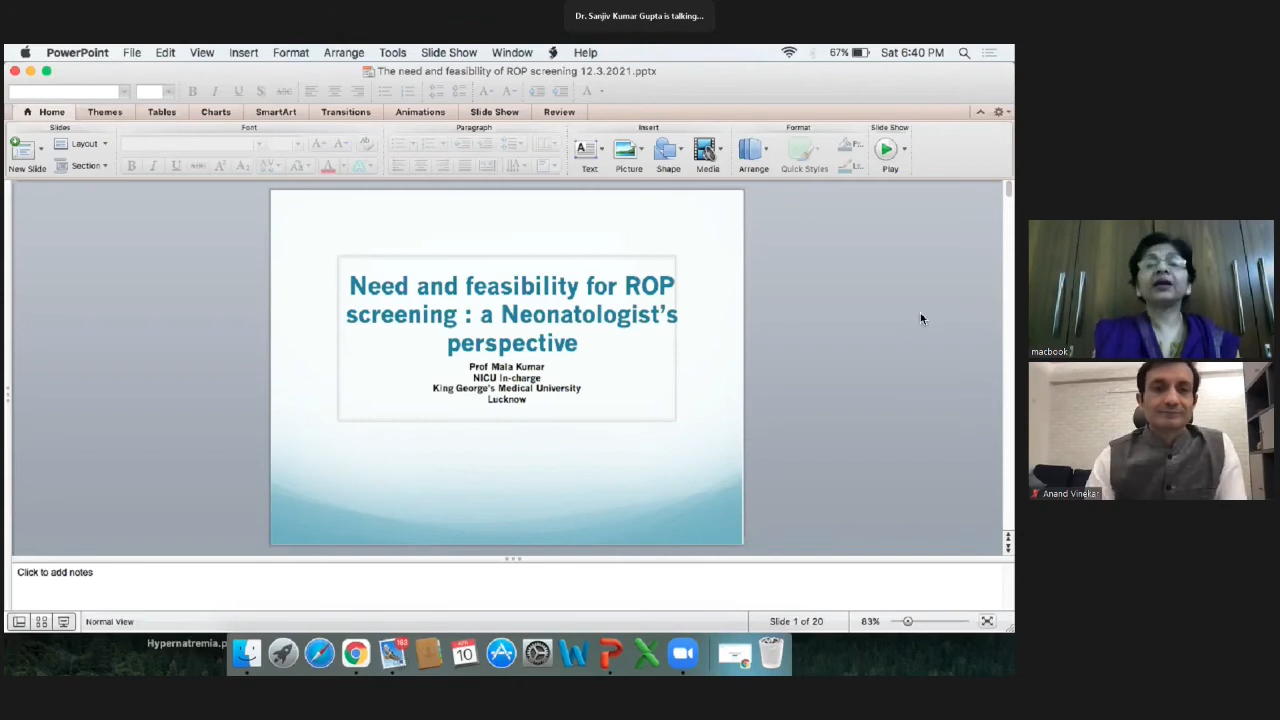 Dr. Sanjiv Kumar Gupta is talking...
PowerPoint File Edit View Insert Format Arrange Tools Slide Show Window Help 67% Sat 6:40 PM
The need and feasibility of ROP screening 12.3.2021.pptx
Home Themes Tables Charts SmartArt Transitions Animations Slide Show Review
Slides Font Paragraph Insert Format Slide Show
New Slide Layout Section Text Picture Shape Media Arrange Quick Styles Play
Need and feasibility for ROP
screening : a Neonatologist's
perspective
Prof Mala Kumar
NICU In-charge
King George's Medical University
Lucknow
macbook
Anand Vinekar
Click to add notes
Normal View Slide 1 of 20 83%
Hypernatremia.p
163
APR
10